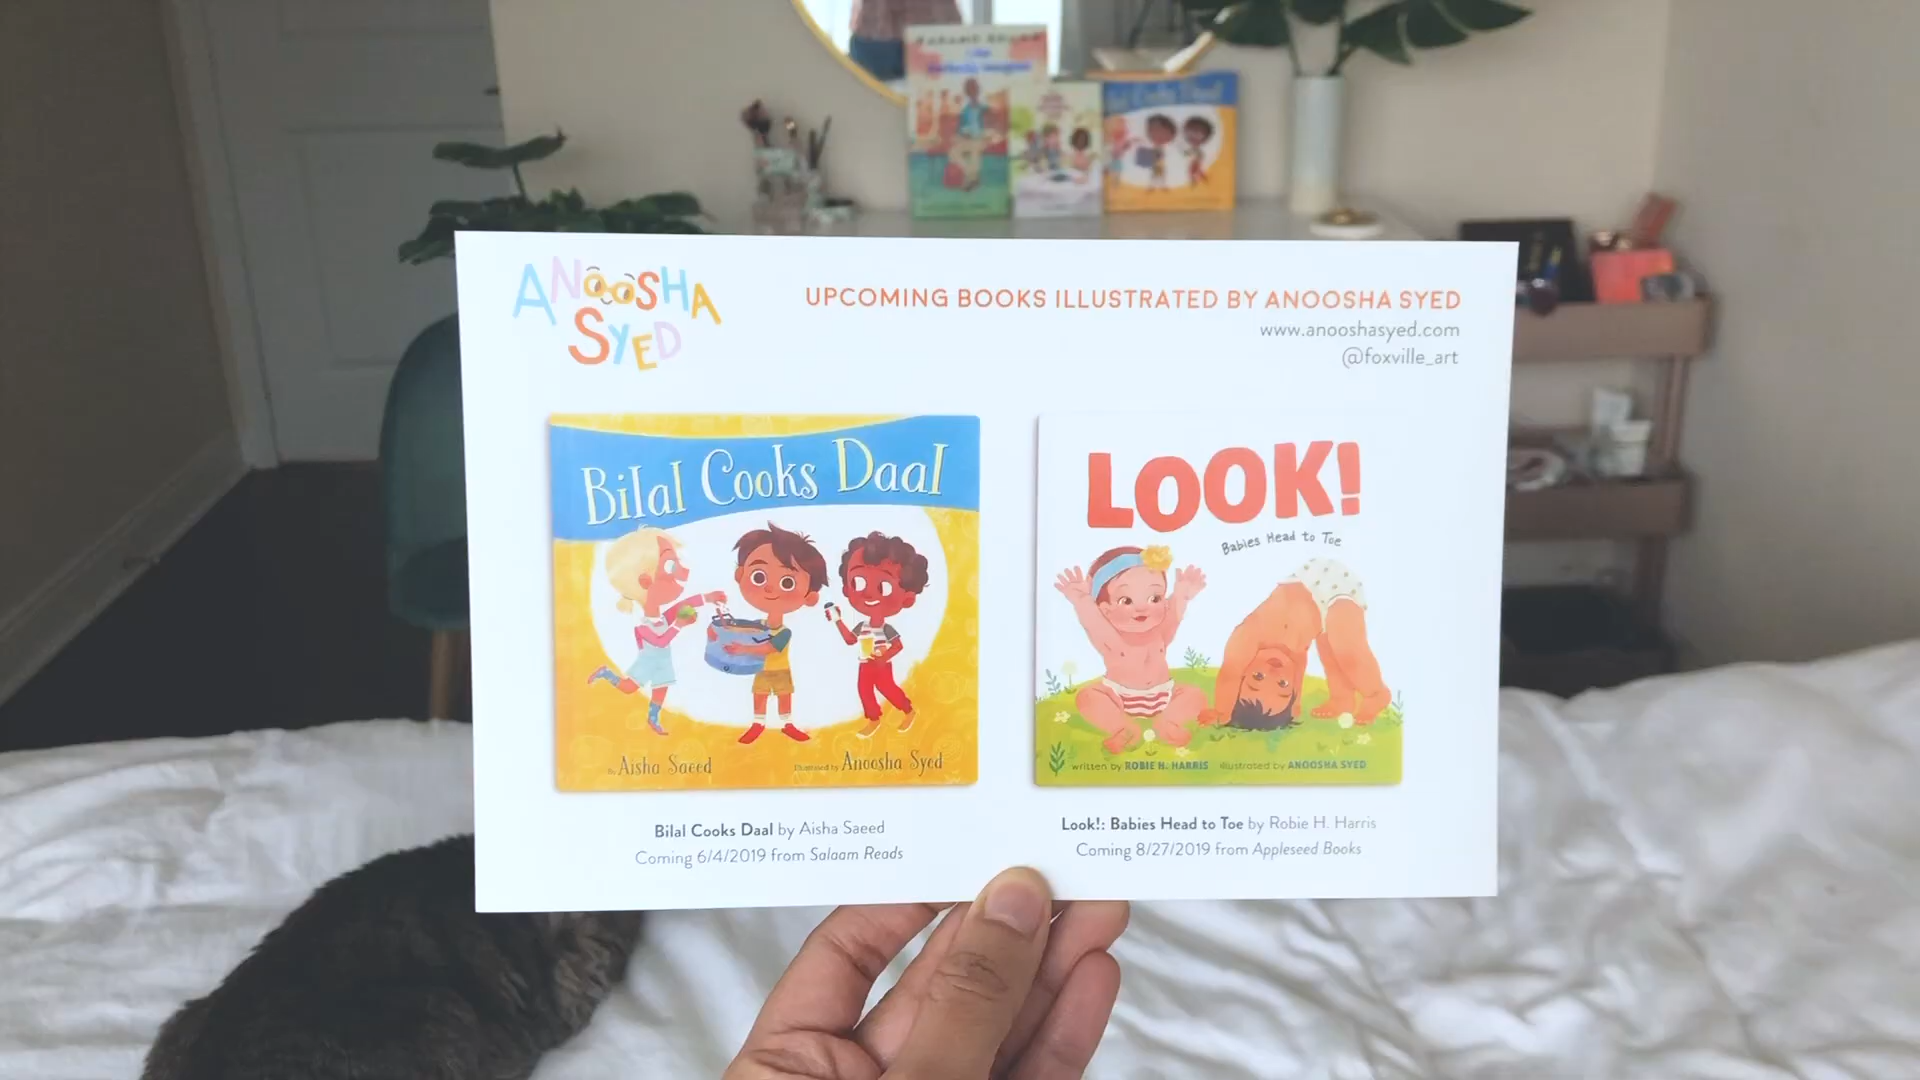 ANOOSHA
SYED
UPCOMING BOOKS ILLUSTRATED BY ANOOSHA SYED
www.anooshasyed.com
@foxville_art
Bilal Cooks Daal
By Aisha Saeed
Illustrated by Anoosha Syed
LOOK!
Babies Head to Toe
written by ROBIE H. HARRIS illustrated by ANOOSHA SYED
Bilal Cooks Daal by Aisha Saeed
Coming 6/4/2019 from Salaam Reads
Look!: Babies Head to Toe by Robie H. Harris
Coming 8/27/2019 from Appleseed Books
Cooks Daal